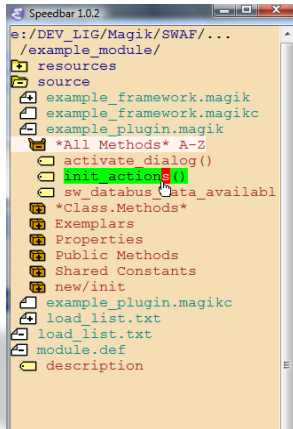 Speedbar 1.0.2
e:/DEV_LIG/Magik/SWAF/...
/example_module/
resources
source
example_framework.magik
example_framework.magikc
example_plugin.magik
*All Methods* A-Z
activate_dialog()
init_actions()
sw_databus_data_availabl
*Class.Methods*
Exemplars
Properties
Public Methods
Shared Constants
new/init
example_plugin.magikc
load_list.txt
load_list.txt
module.def
description